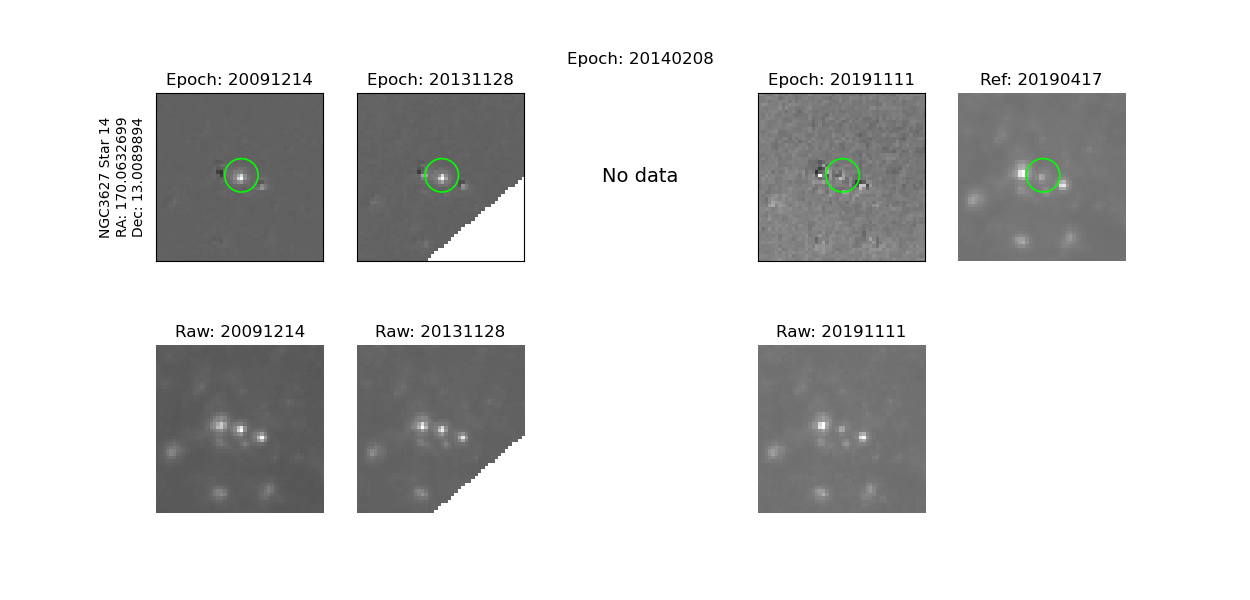 Epoch: 20140208
Epoch: 20091214
Epoch: 20131128
Epoch: 20191111
Ref: 20190417
NGC3627 Star 14
RA: 170.0632699
Dec: 13.0089894
No data
Raw: 20091214
Raw: 20131128
Raw: 20191111